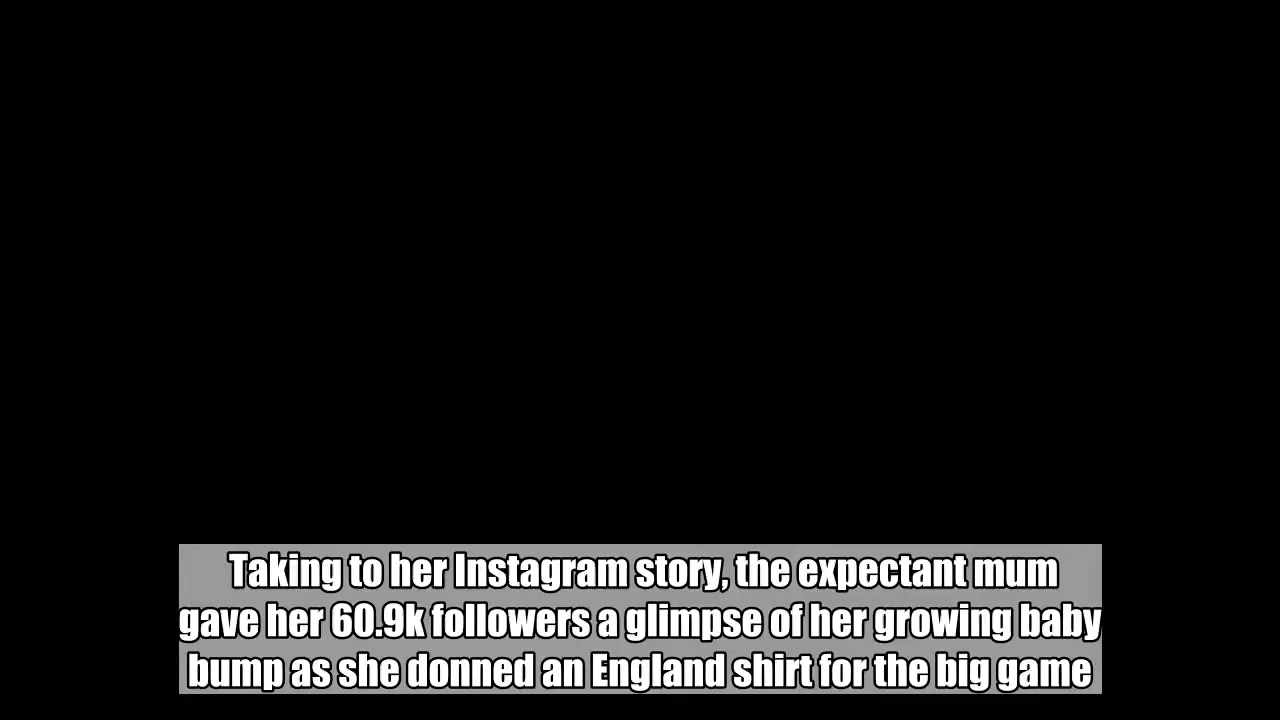 Taking to her Instagram story, the expectant mum
gave her 60.9k followers a glimpse of her growing baby
bump as she donned an England shirt for the big game